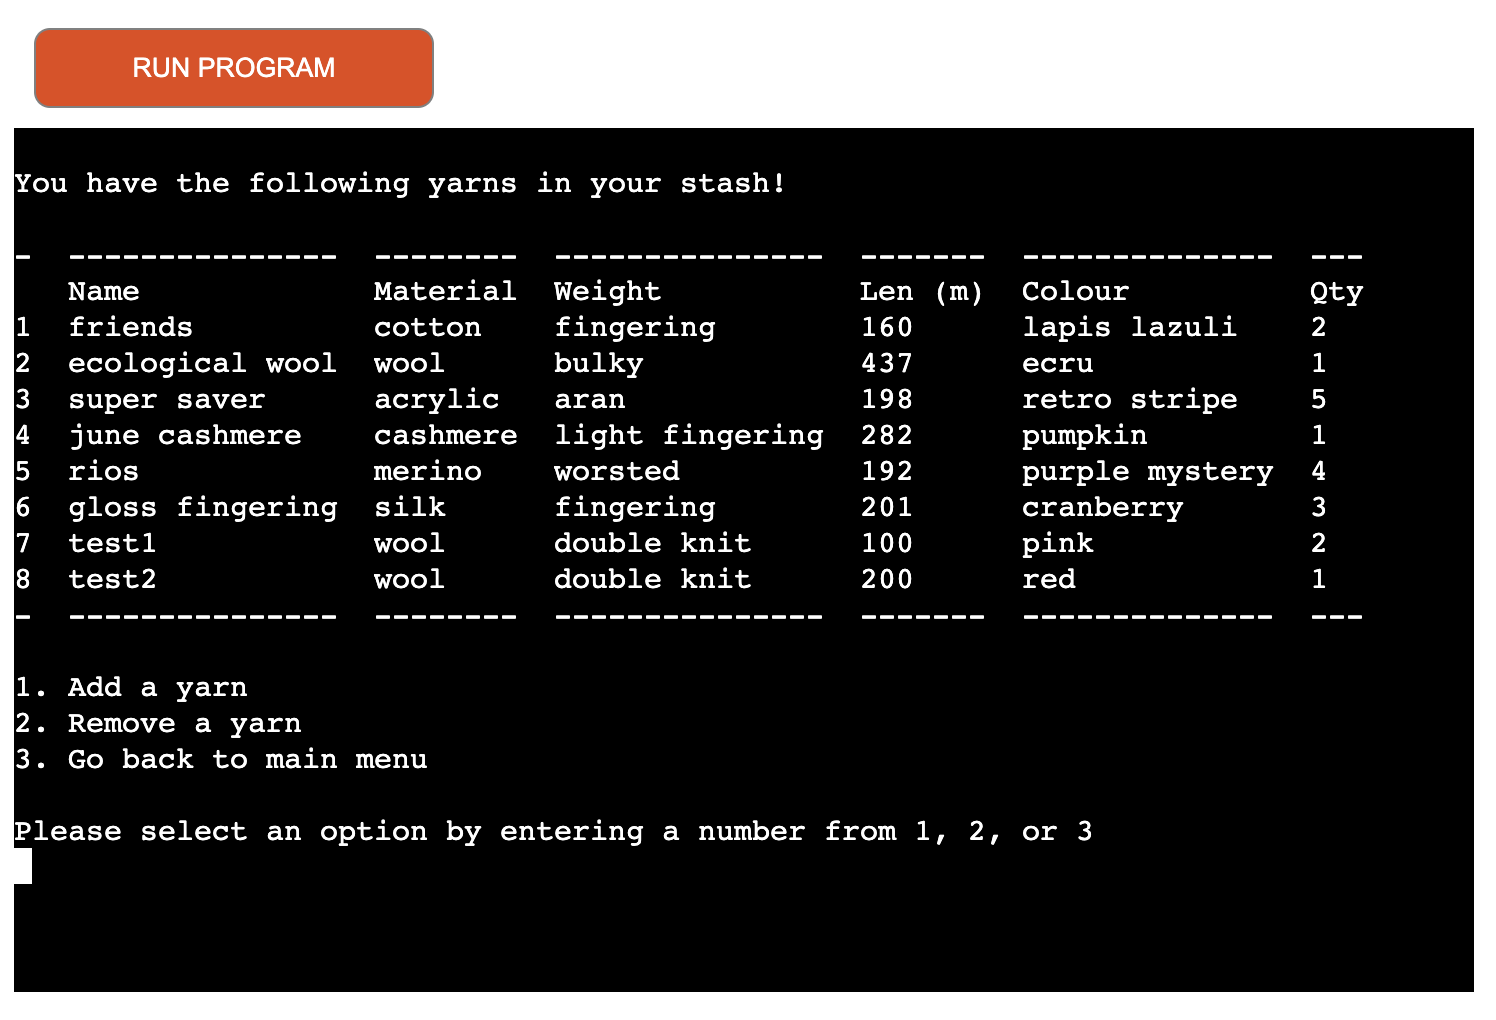 RUN PROGRAM
You have the following yarns in your stash!
-  ---------------  --------  ---------------  -------  --------------  ---
   Name             Material  Weight           Len (m)  Colour          Qty
1  friends          cotton    fingering        160      lapis lazuli    2
2  ecological wool  wool      bulky            437      ecru            1
3  super saver      acrylic   aran             198      retro stripe    5
4  june cashmere    cashmere  light fingering  282      pumpkin         1
5  rios             merino    worsted          192      purple mystery  4
6  gloss fingering  silk      fingering        201      cranberry       3
7  test1            wool      double knit      100      pink            2
8  test2            wool      double knit      200      red             1
-  ---------------  --------  ---------------  -------  --------------  ---
1. Add a yarn
2. Remove a yarn
3. Go back to main menu
Please select an option by entering a number from 1, 2, or 3